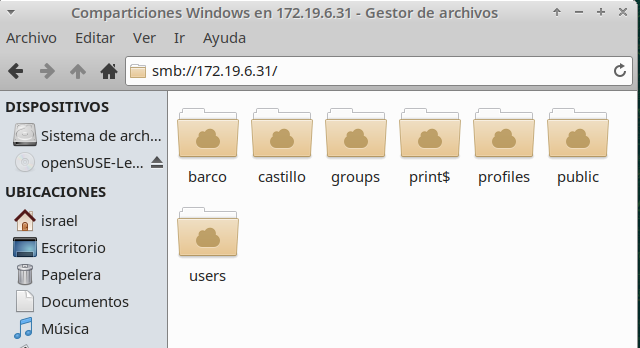 Comparticiones Windows en 172.19.6.31 - Gestor de archivos
Archivo Editar Ver Ir Ayuda
smb://172.19.6.31/
DISPOSITIVOS
Sistema de arch...
openSUSE-Le...
UBICACIONES
israel
Escritorio
Papelera
Documentos
Música
barco castillo groups print$ profiles public
users